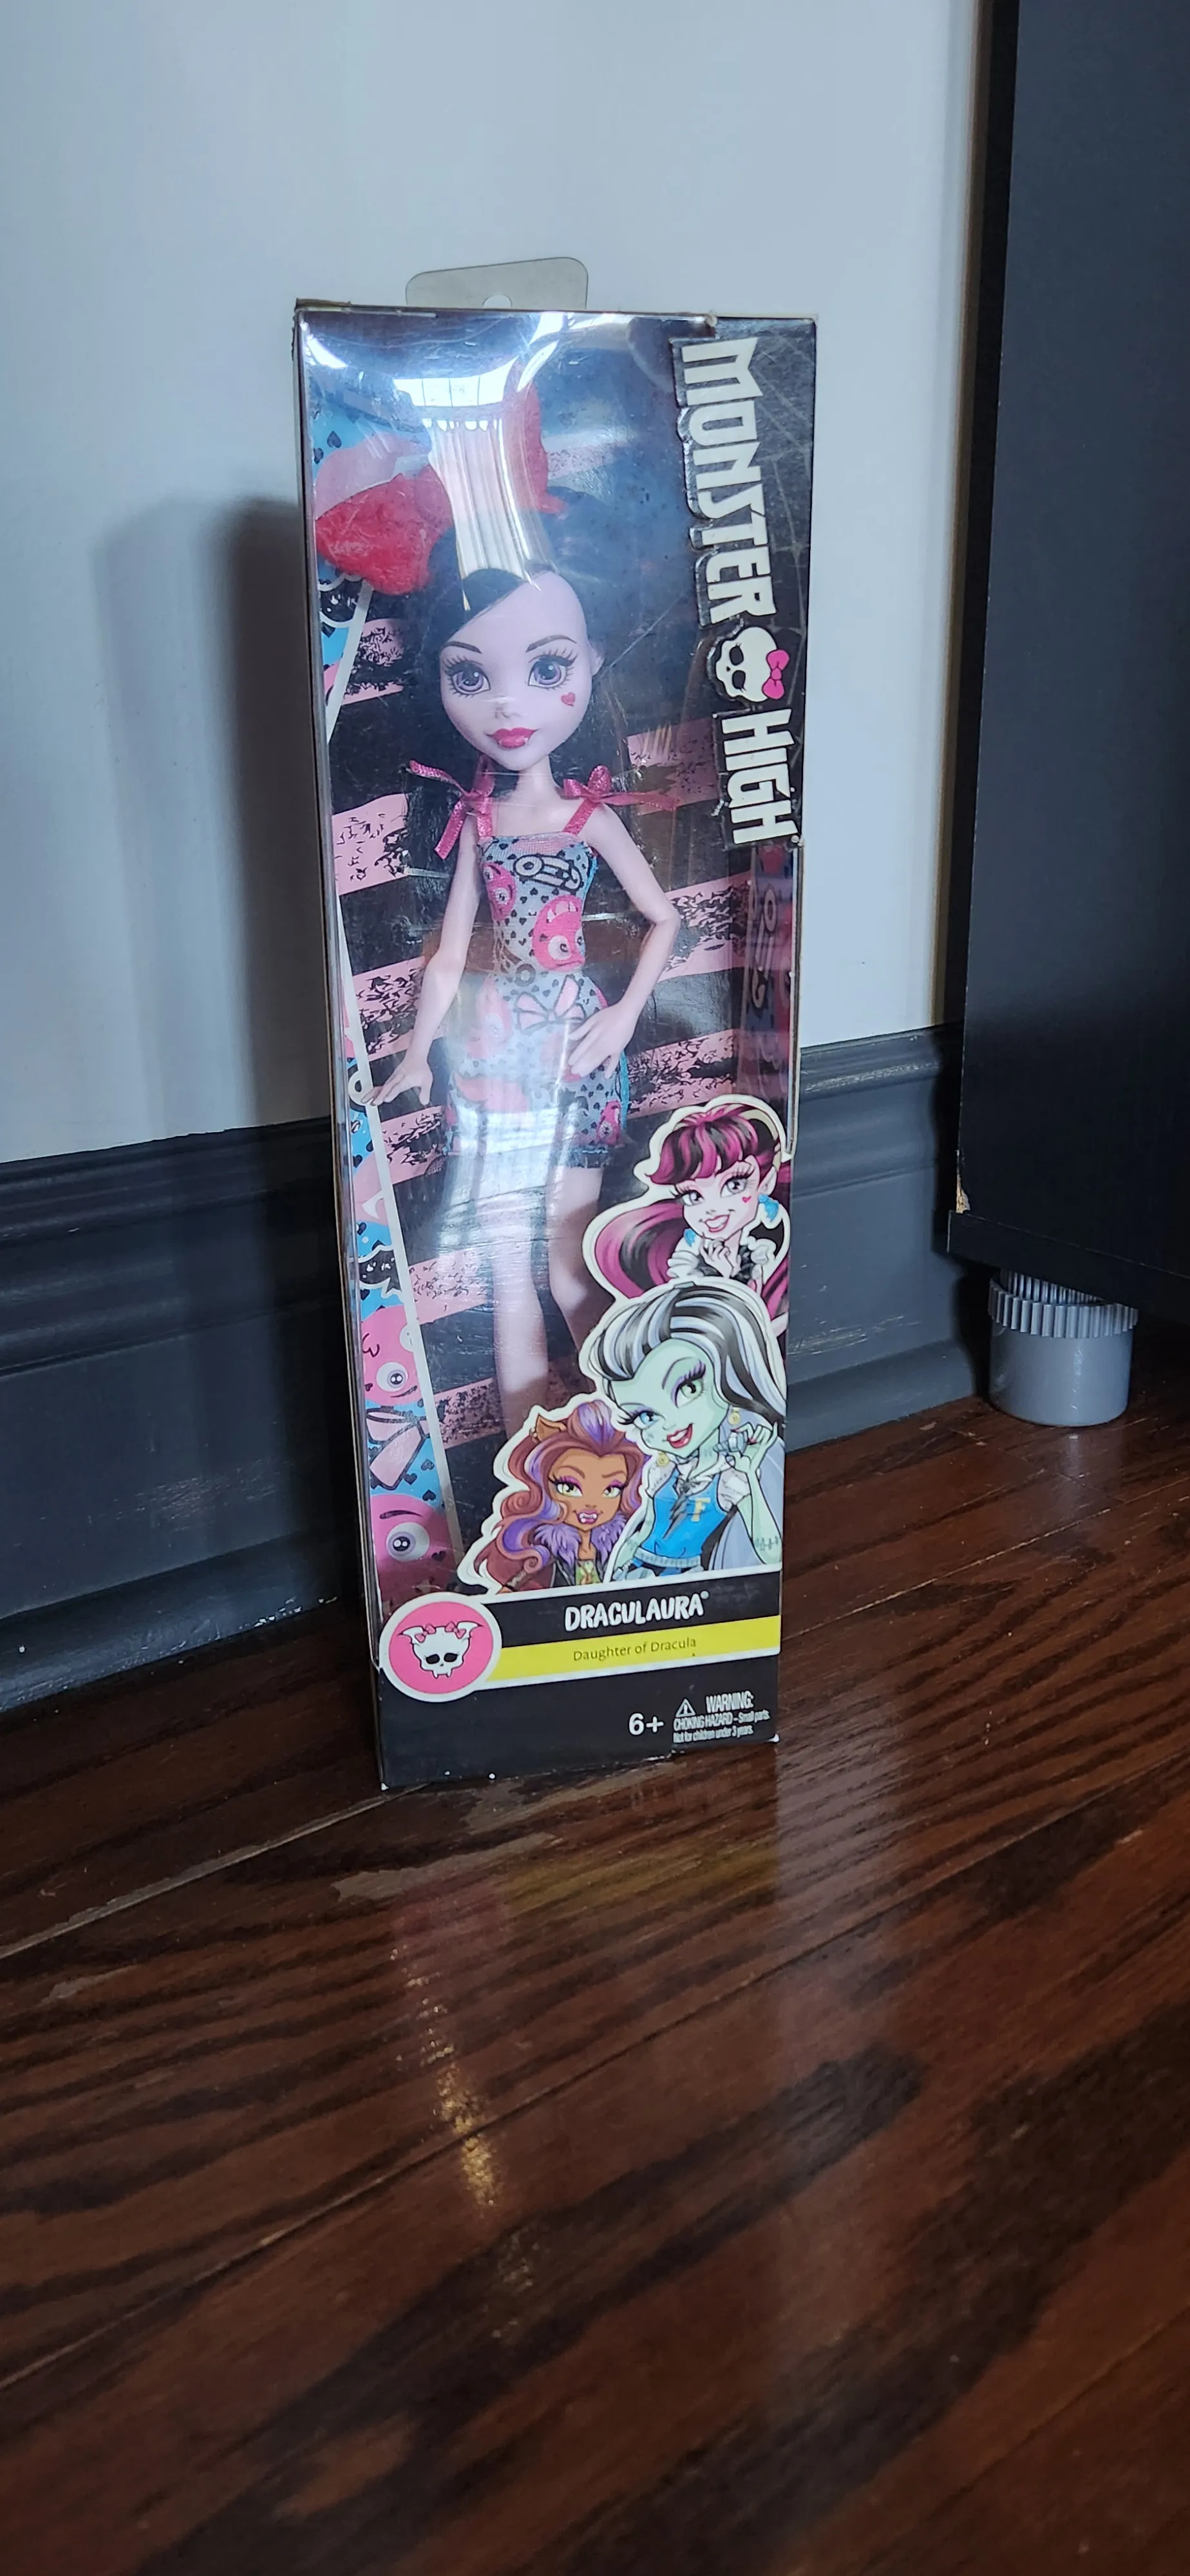 MONSTER HIGH®
F
DRACULAURA®
Daughter of Dracula
6+
WARNING:
CHOKING HAZARD – Small parts.
Not for children under 3 years.